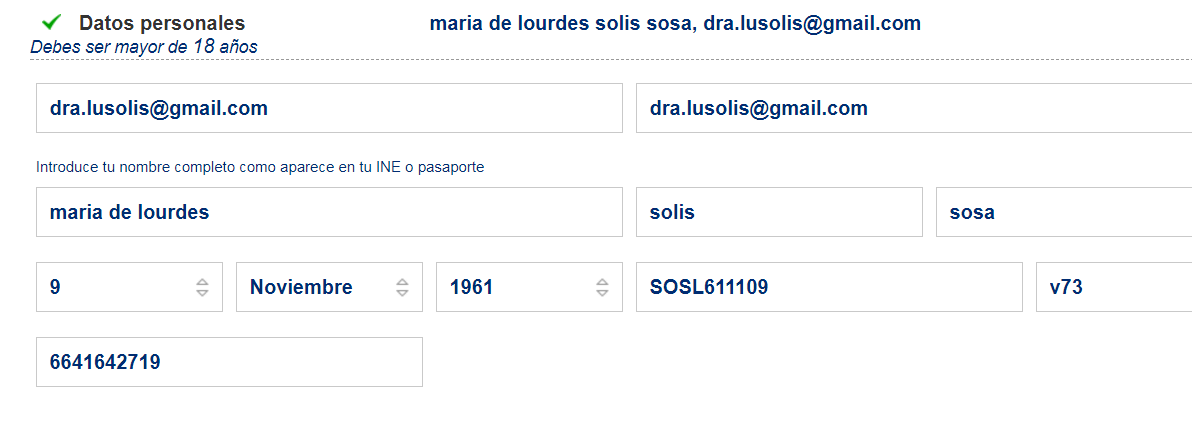 Datos personales maria de lourdes solis sosa, dra.lusolis@gmail.com
Debes ser mayor de 18 años
dra.lusolis@gmail.com dra.lusolis@gmail.com
Introduce tu nombre completo como aparece en tu INE o pasaporte
maria de lourdes solis sosa
9 Noviembre 1961 SOSL611109 v73
6641642719